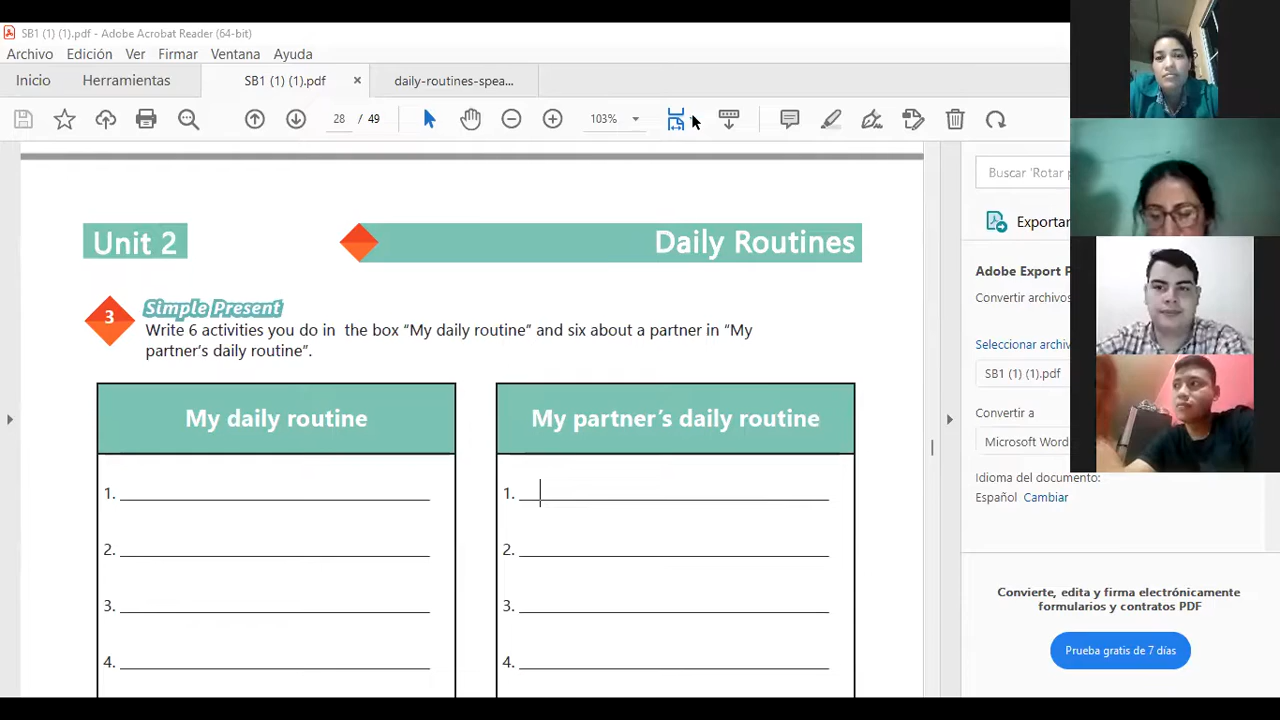 SB1 (1) (1).pdf - Adobe Acrobat Reader (64-bit)
Archivo Edición Ver Firmar Ventana Ayuda
Inicio Herramientas SB1 (1) (1).pdf × daily-routines-spea...
28 / 49 103%
Buscar 'Rotar
Unit 2 Daily Routines
Exportar
3 Simple Present
Write 6 activities you do in the box “My daily routine” and six about a partner in “My
partner’s daily routine”.
Adobe Export
Convertir archivos
Seleccionar archiv
SB1 (1) (1).pdf
Convertir a
Microsoft Word
Idioma del documento:
Español Cambiar
My daily routine
1.
2.
3.
4.
My partner’s daily routine
1.
2.
3.
4.
Convierte, edita y firma electrónicamente
formularios y contratos PDF
Prueba gratis de 7 días